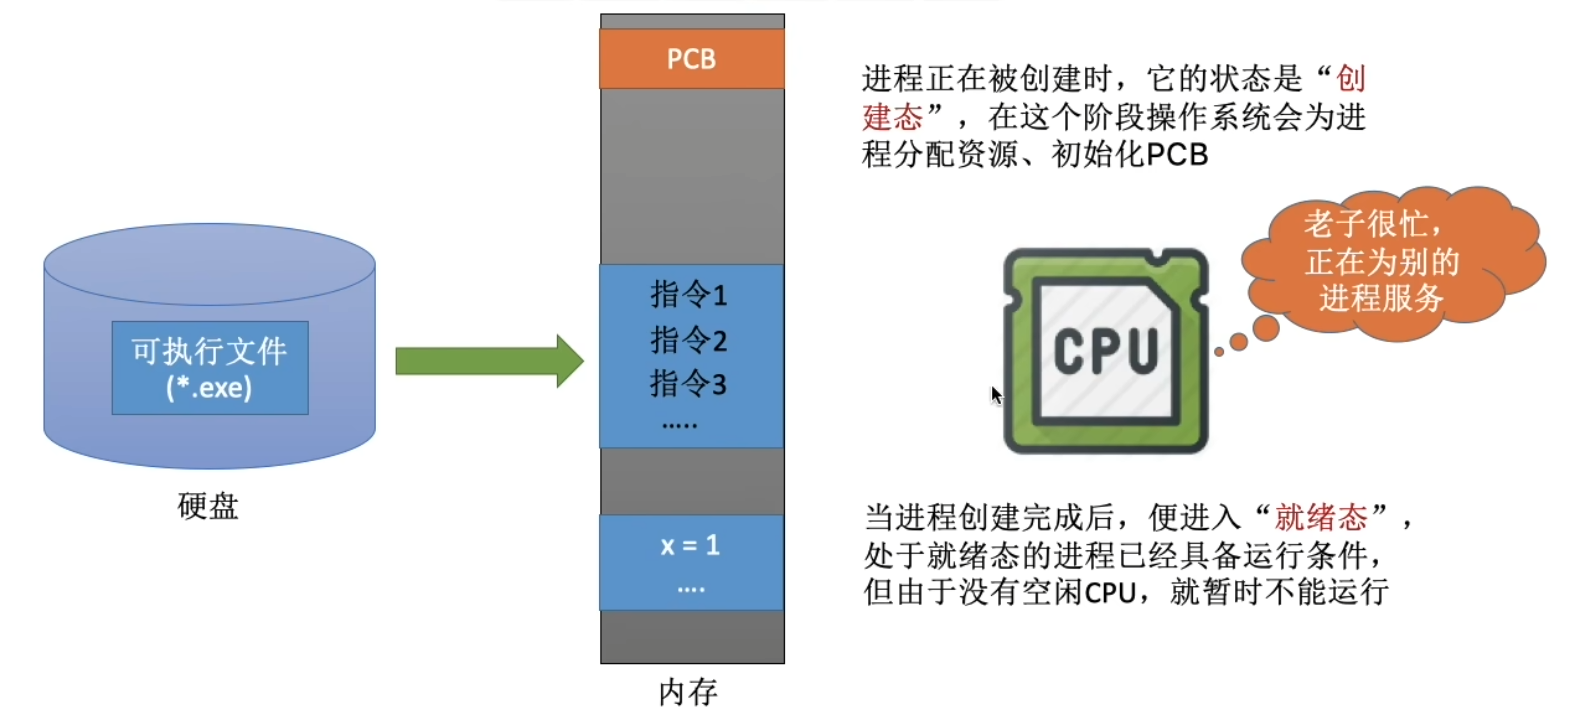 PCB
进程正在被创建时，它的状态是“创
建态”，在这个阶段操作系统会为进
程分配资源、初始化PCB
老子很忙，
正在为别的
进程服务
CPU
可执行文件
(*.exe)
硬盘
指令1
指令2
指令3
.....
x = 1
....
内存
当进程创建完成后，便进入“就绪态”，
处于就绪态的进程已经具备运行条件，
但由于没有空闲CPU，就暂时不能运行